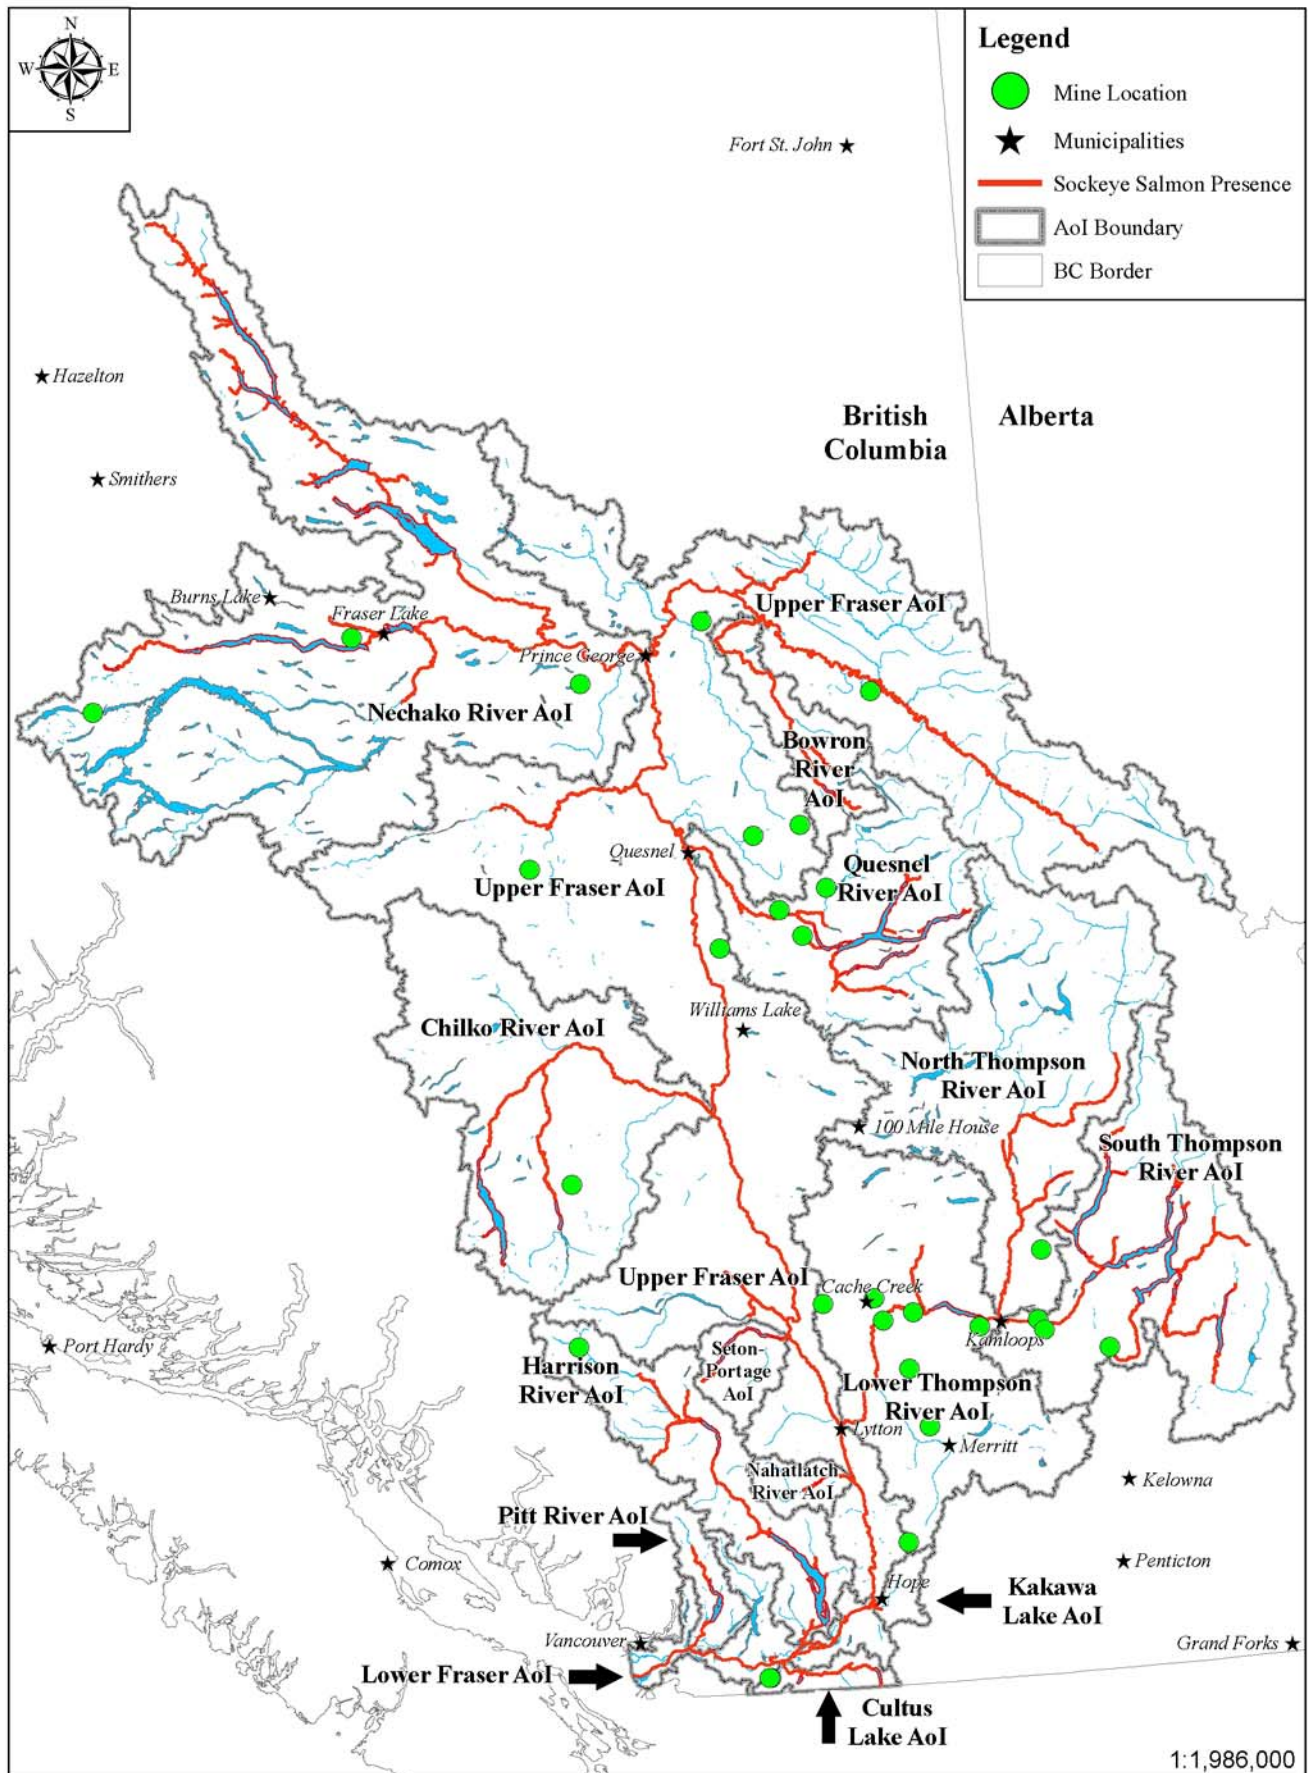 N
W
E
S
Legend
Mine Location
Municipalities
Sockeye Salmon Presence
AoI Boundary
BC Border
Fort St. John
Hazelton
British
Columbia
Alberta
Smithers
Burns Lake
Fraser Lake
Upper Fraser AoI
Prince George
Nechako River AoI
Bowron
River
AoI
Quesnel
Quesnel
River AoI
Upper Fraser AoI
Williams Lake
Chilko River AoI
North Thompson
River AoI
100 Mile House
South Thompson
River AoI
Upper Fraser AoI
Cache Creek
Port Hardy
Kamloops
Harrison
River AoI
Seton-
Portage
AoI
Lower Thompson
River AoI
Lytton
Merritt
Nahatlatch
River AoI
Kelowna
Pitt River AoI
Comox
Penticton
Hope
Kakawa
Lake AoI
Vancouver
Grand Forks
Lower Fraser AoI
Cultus
Lake AoI
1:1,986,000